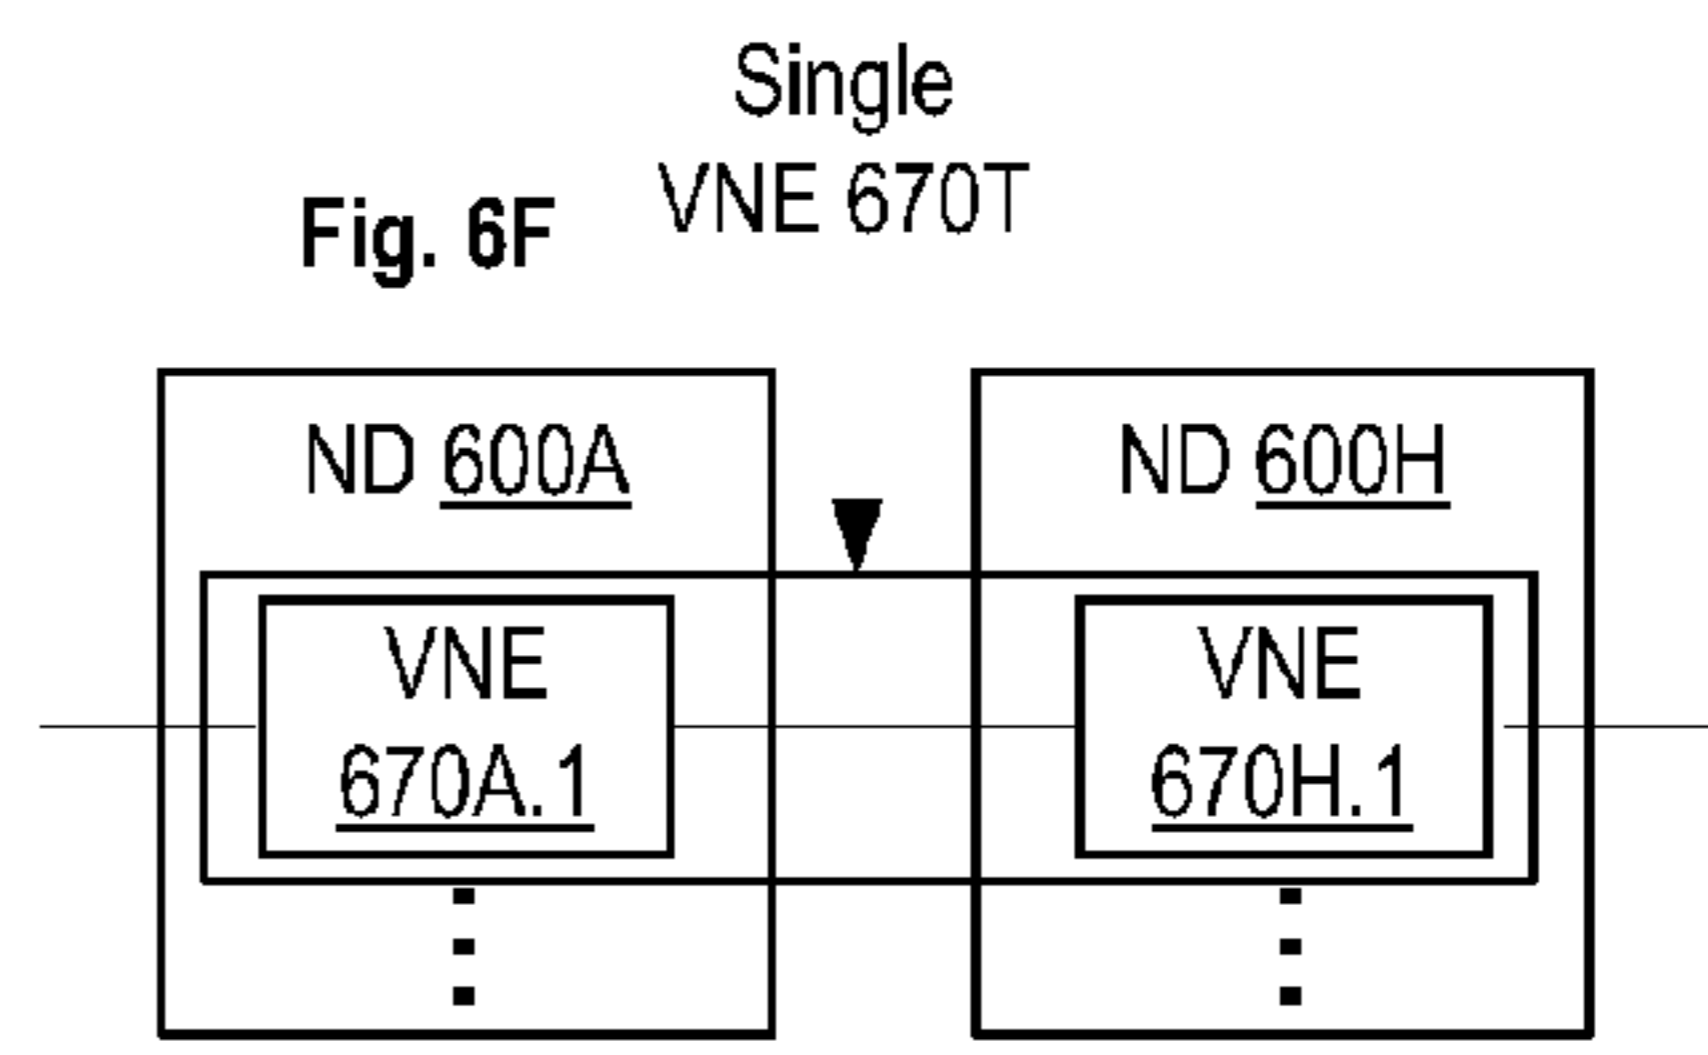 Single
VNE 670T
Fig. 6F
ND 600A
ND 600H
VNE
670A.1
VNE
670H.1